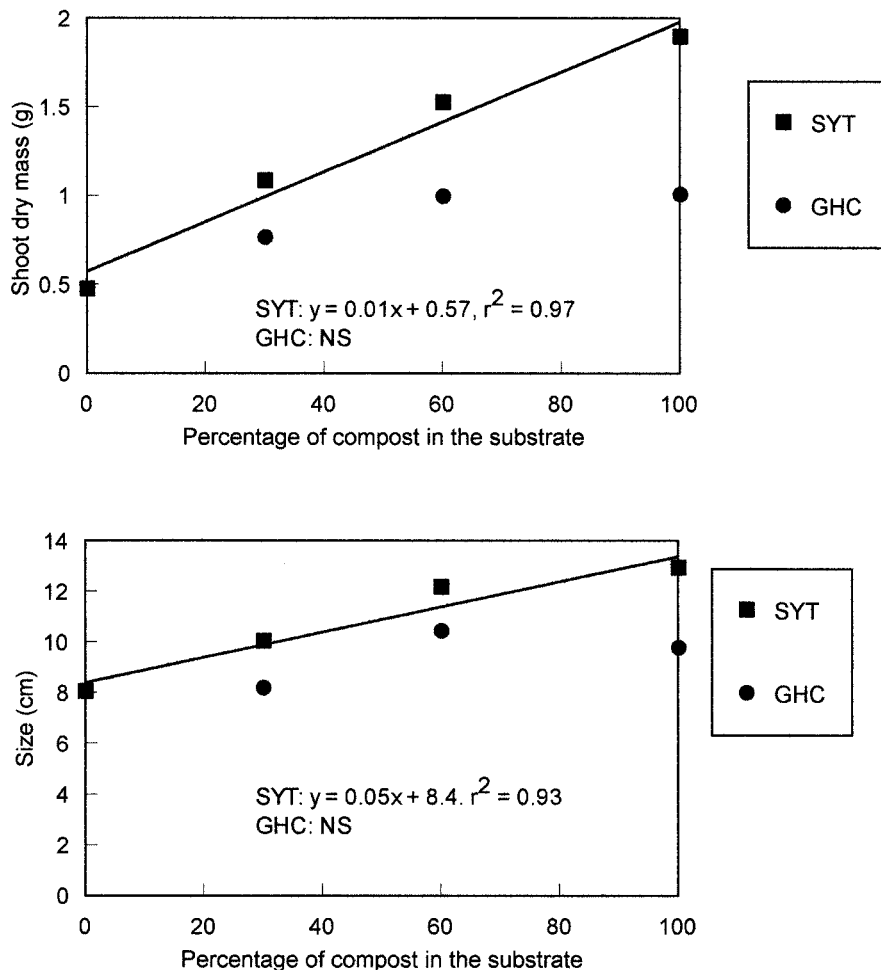 2
1.5
1
0.5
0
Shoot dry mass (g)
SYT: y = 0.01x + 0.57, r² = 0.97
GHC: NS
0 20 40 60 80 100
Percentage of compost in the substrate
SYT
GHC
14
12
10
8
6
4
2
0
Size (cm)
SYT: y = 0.05x + 8.4. r² = 0.93
GHC: NS
0 20 40 60 80 100
Percentage of compost in the substrate
SYT
GHC